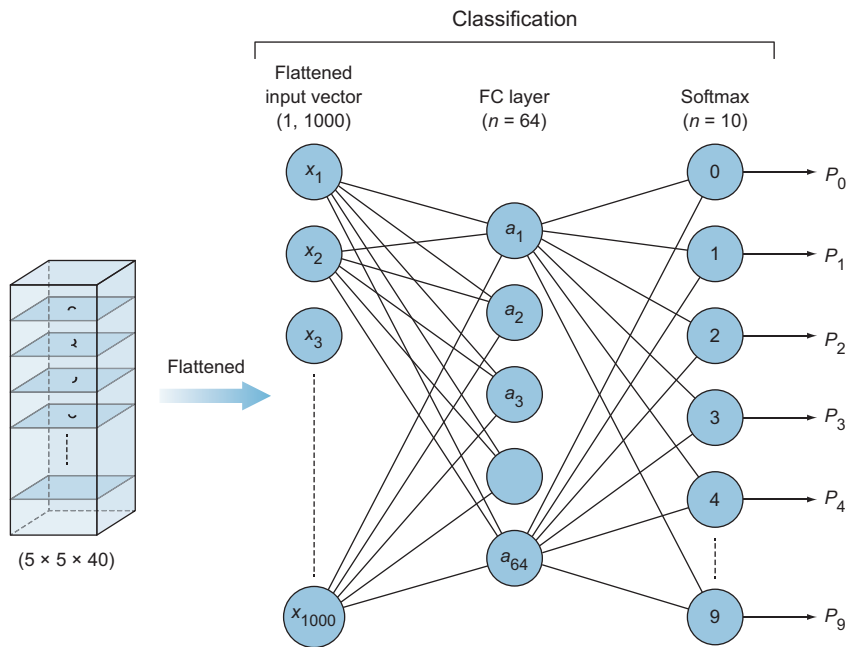 Classification
Flattened
input vector
(1, 1000)
FC layer
(n = 64)
Softmax
(n = 10)
(5 × 5 × 40)
Flattened
x1
x2
x3
x1000
a1
a2
a3
a64
0
1
2
3
4
9
P0
P1
P2
P3
P4
P9